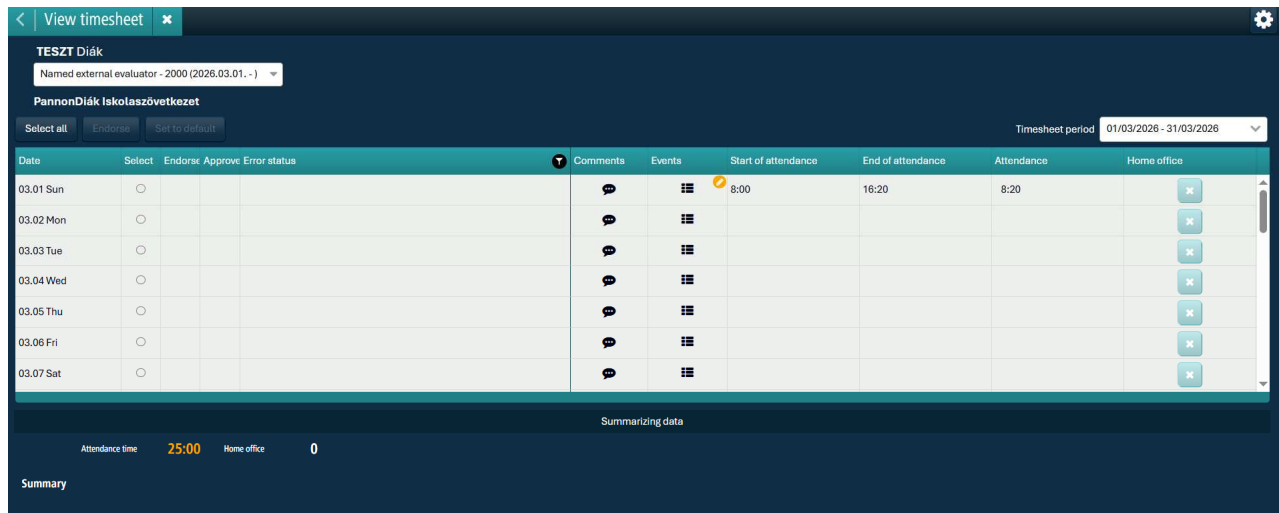 View timesheet
TESZT Diák
Named external evaluator - 2000 (2026.03.01. - )
PannonDiák Iskolaszövetkezet
Select all Endorse Set to default Timesheet period 01/03/2026 - 31/03/2026
Date Select Endorse Approve Error status Comments Events Start of attendance End of attendance Attendance Home office
03.01 Sun 8:00 16:20 8:20
03.02 Mon
03.03 Tue
03.04 Wed
03.05 Thu
03.06 Fri
03.07 Sat
Summarizing data
Attendance time 25:00 Home office 0
Summary